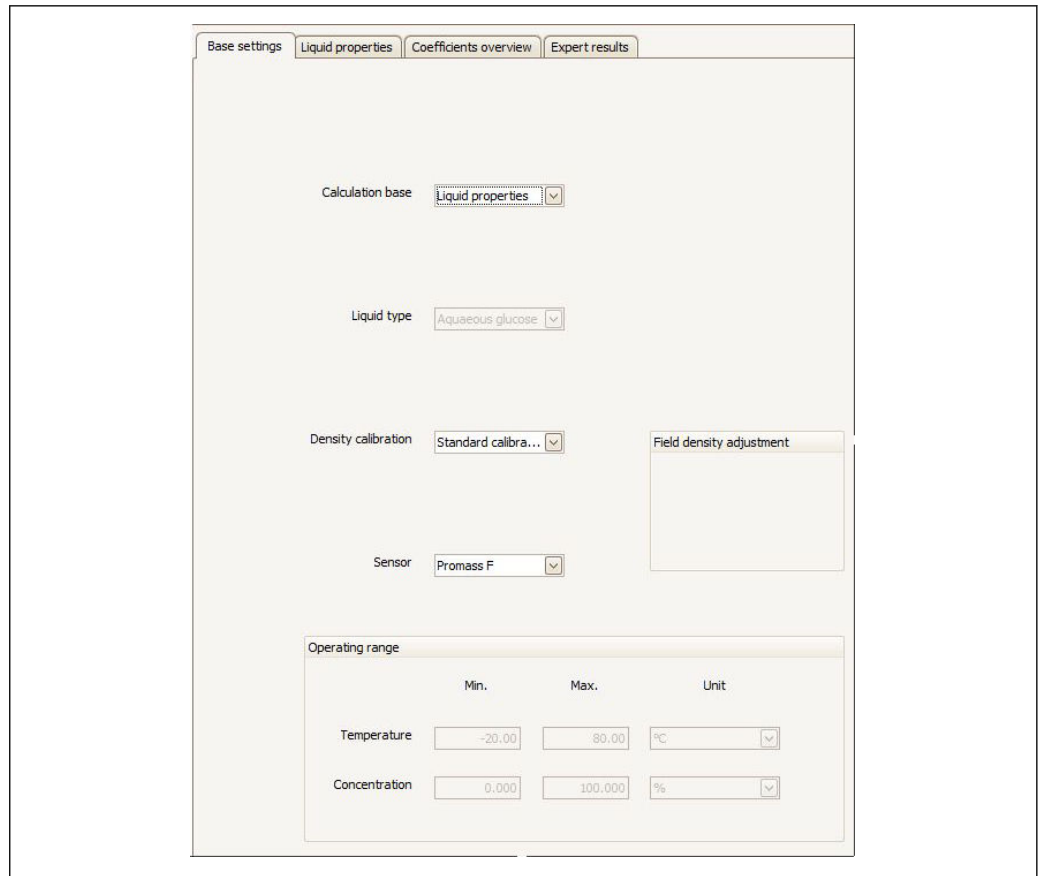 Base settings Liquid properties Coefficients overview Expert results
Calculation base Liquid properties
Liquid type Aquaeous glucose
Density calibration Standard calibra... Field density adjustment
Sensor Promass F
Operating range
Min. Max. Unit
Temperature -20.00 80.00 °C
Concentration 0.000 100.000 %